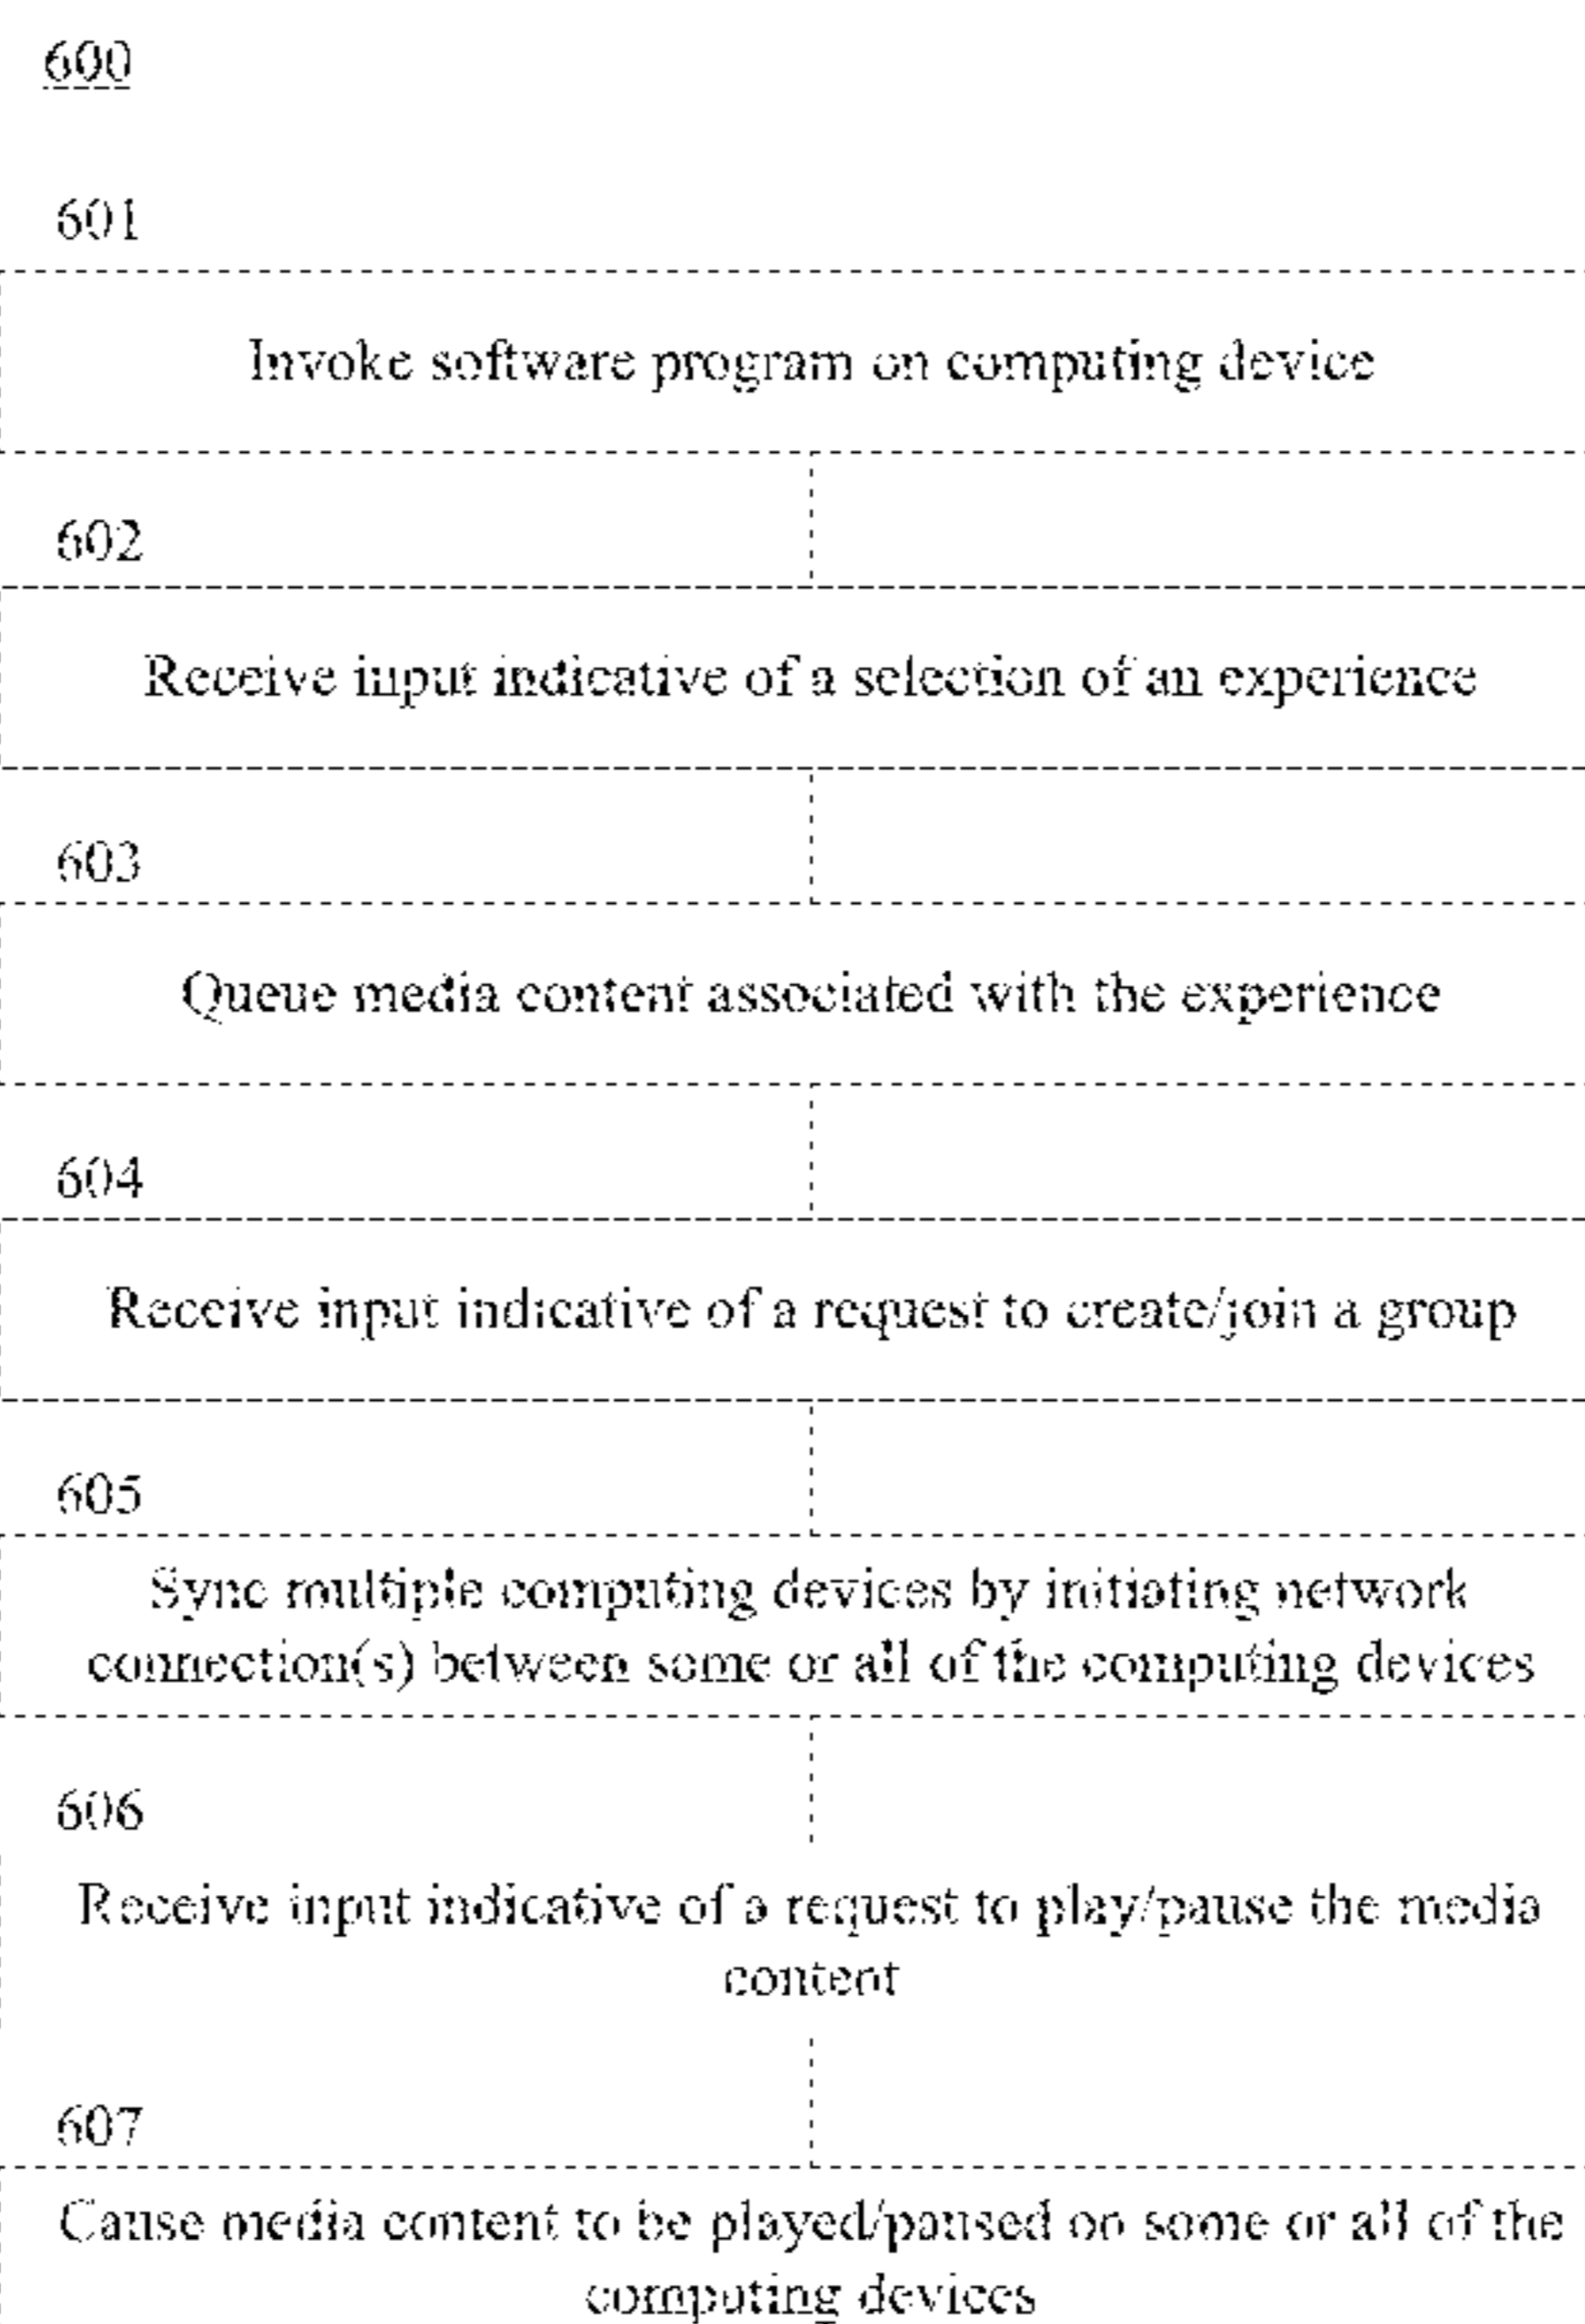 600
601
Invoke software program on computing device
602
Receive input indicative of a selection of an experience
603
Queue media content associated with the experience
604
Receive input indicative of a request to create/join a group
605
Sync multiple computing devices by initiating network
connection(s) between some or all of the computing devices
606
Receive input indicative of a request to play/pause the media
content
607
Cause media content to be played/paused on some or all of the
computing devices